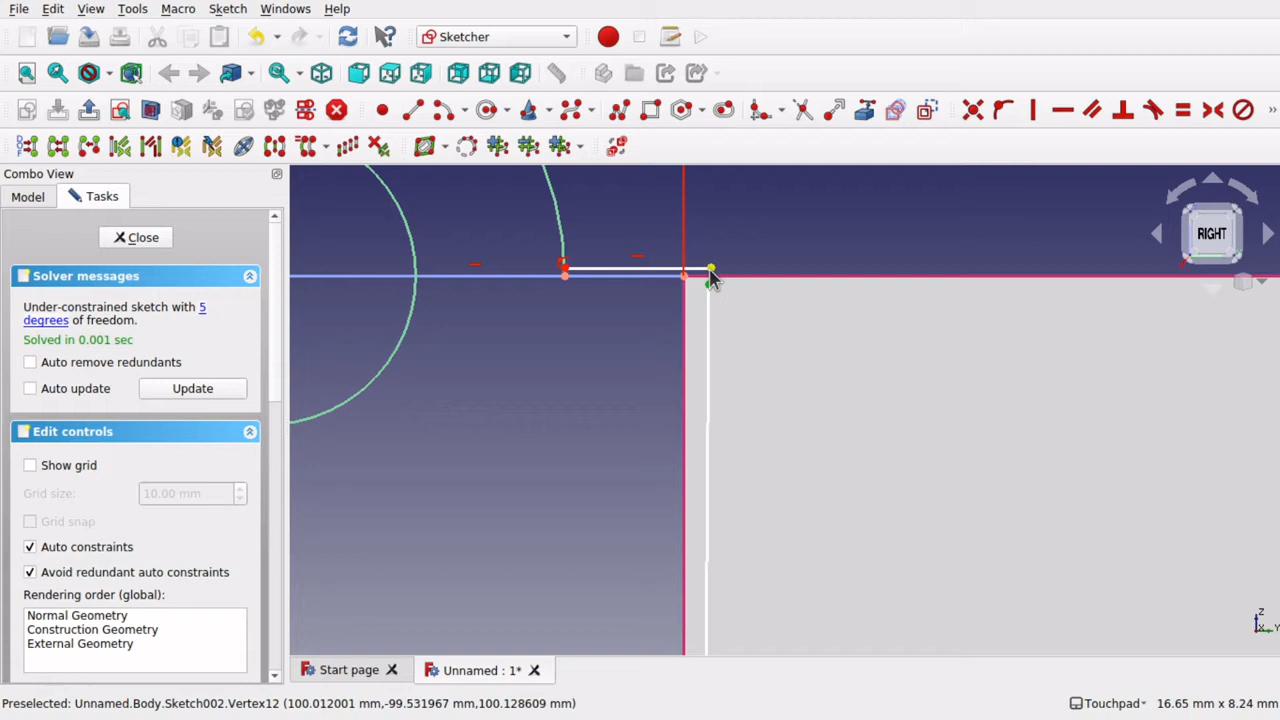 File Edit View Tools Macro Sketch Windows Help
Sketcher
Combo View
Model Tasks
Close
Solver messages
Under-constrained sketch with 5
degrees of freedom.
Solved in 0.001 sec
Auto remove redundants
Auto update Update
Edit controls
Show grid
Grid size: 10.00 mm
Grid snap
Auto constraints
Avoid redundant auto constraints
Rendering order (global):
Normal Geometry
Construction Geometry
External Geometry
RIGHT
Z
X
Y
Start page Unnamed : 1*
Preselected: Unnamed.Body.Sketch002.Vertex12 (100.012001 mm,-99.531967 mm,100.128609 mm) Touchpad 16.65 mm x 8.24 mm